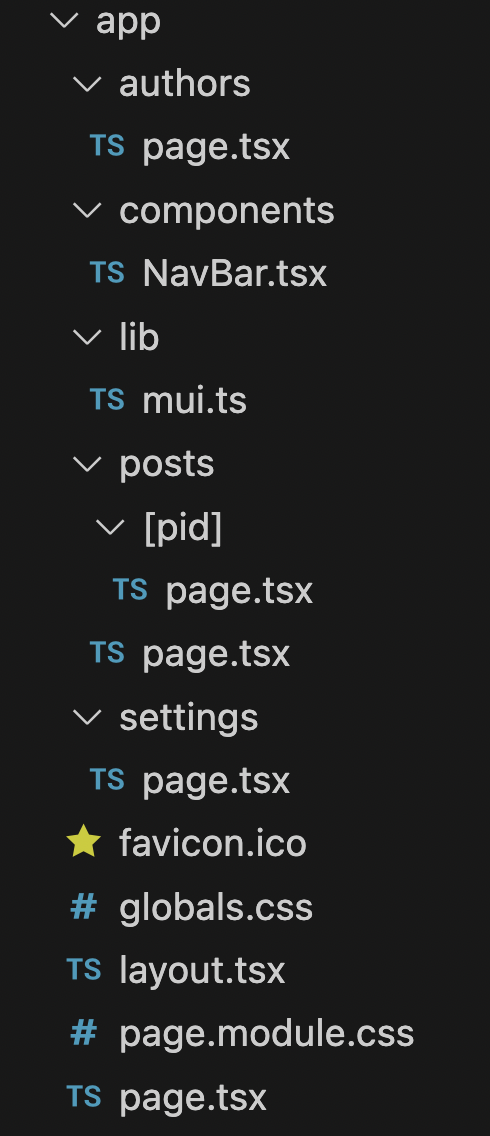 app
authors
TS page.tsx
components
TS NavBar.tsx
lib
TS mui.ts
posts
[pid]
TS page.tsx
TS page.tsx
settings
TS page.tsx
favicon.ico
# globals.css
TS layout.tsx
# page.module.css
TS page.tsx